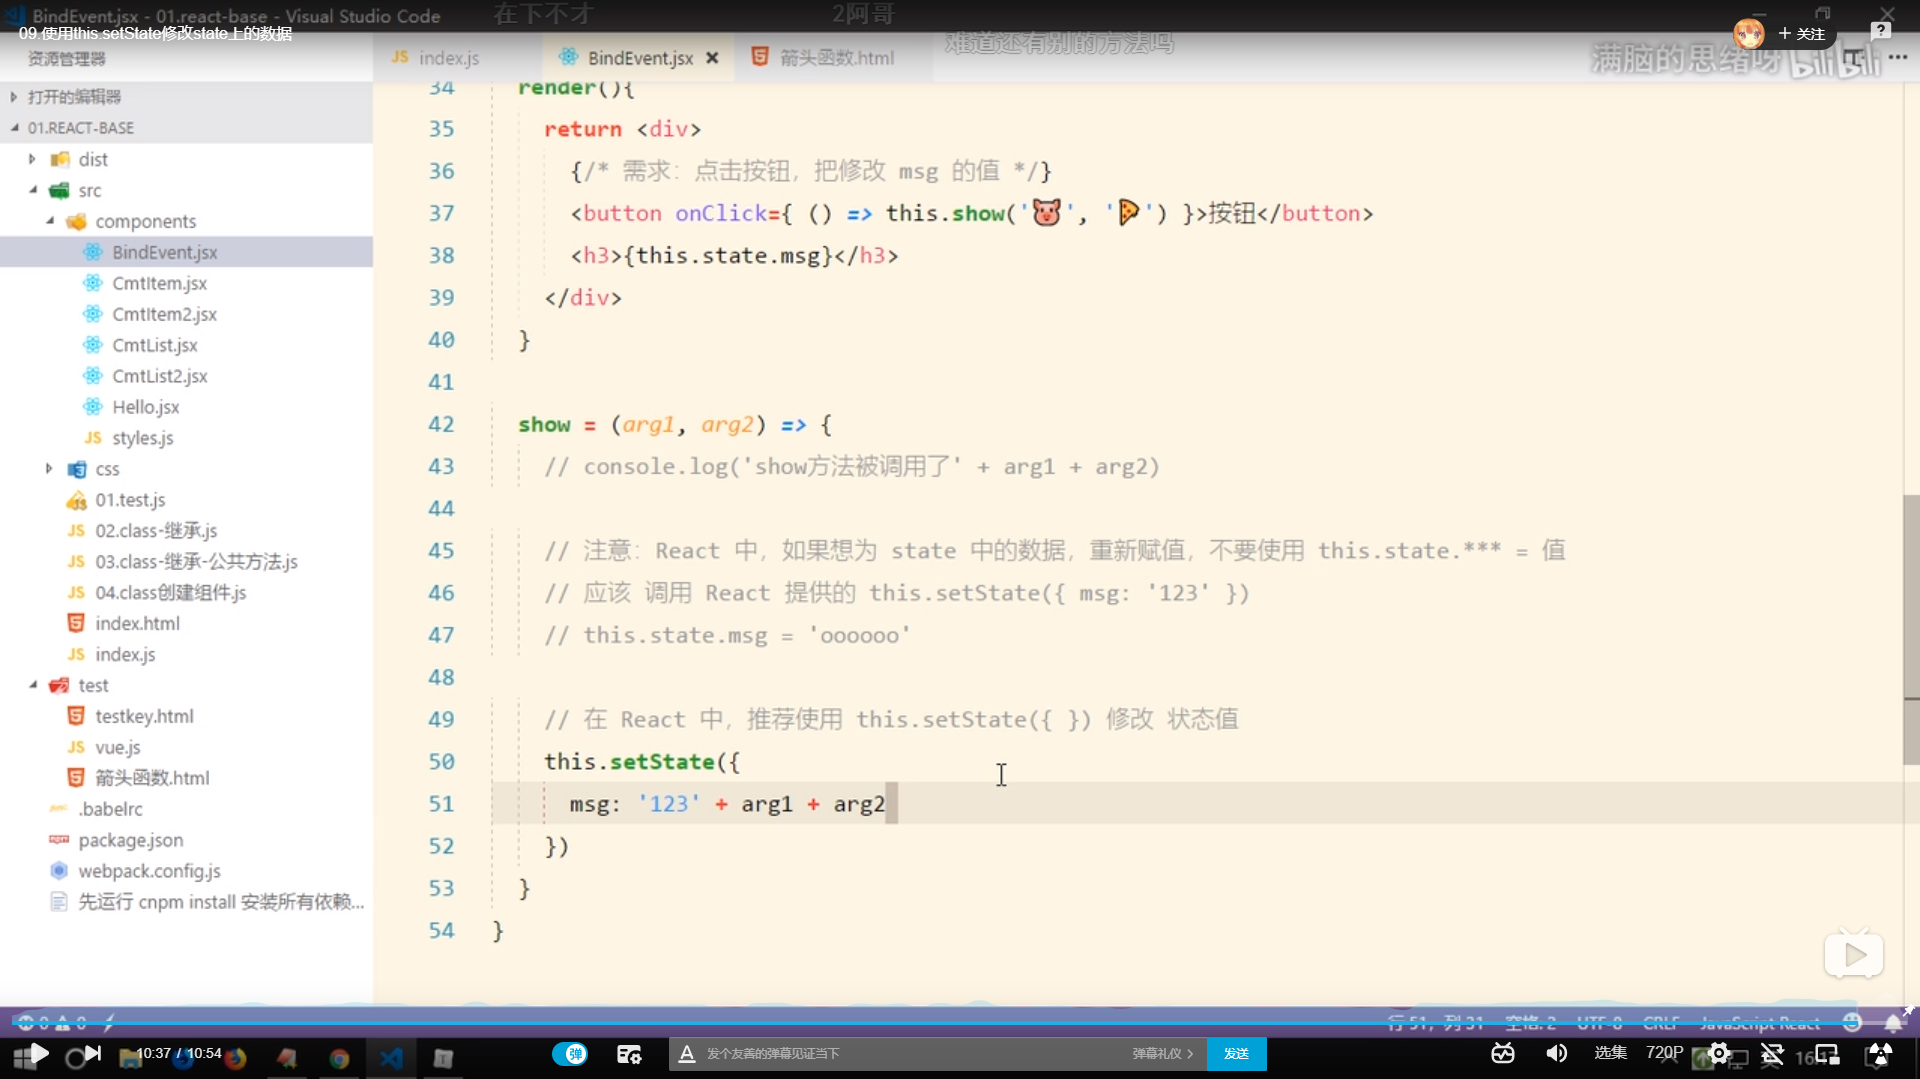 BindEvent.jsx - 01.react-base - Visual Studio Code
在下不才
2阿哥
09.使用this.setState修改state上的数据
+ 关注
难道还有别的方法吗
满脑的思绪呀
bilibili
资源管理器
index.js
BindEvent.jsx
箭头函数.html
打开的编辑器
01.REACT-BASE
dist
src
components
BindEvent.jsx
CmtItem.jsx
CmtItem2.jsx
CmtList.jsx
CmtList2.jsx
Hello.jsx
JS styles.js
css
01.test.js
JS 02.class-继承.js
JS 03.class-继承-公共方法.js
JS 04.class创建组件.js
index.html
JS index.js
test
testkey.html
JS vue.js
箭头函数.html
.babelrc
package.json
webpack.config.js
先运行 cnpm install 安装所有依赖...
34 render(){
35 return <div>
36 {/* 需求：点击按钮，把修改 msg 的值 */}
37 <button onClick={ () => this.show('🐷', '🍕') }>按钮</button>
38 <h3>{this.state.msg}</h3>
39 </div>
40 }
41
42 show = (arg1, arg2) => {
43 // console.log('show方法被调用了' + arg1 + arg2)
44
45 // 注意：React 中，如果想为 state 中的数据，重新赋值，不要使用 this.state.*** = 值
46 // 应该 调用 React 提供的 this.setState({ msg: '123' })
47 // this.state.msg = 'oooooo'
48
49 // 在 React 中，推荐使用 this.setState({ }) 修改 状态值
50 this.setState({
51 msg: '123' + arg1 + arg2
52 })
53 }
54 }
0 0
行 51，列 31 空格: 2 UTF-8 CRLF JavaScript React
10:37 / 10:54
弹
A 发个友善的弹幕见证当下
弹幕礼仪 >
发送
选集
720P